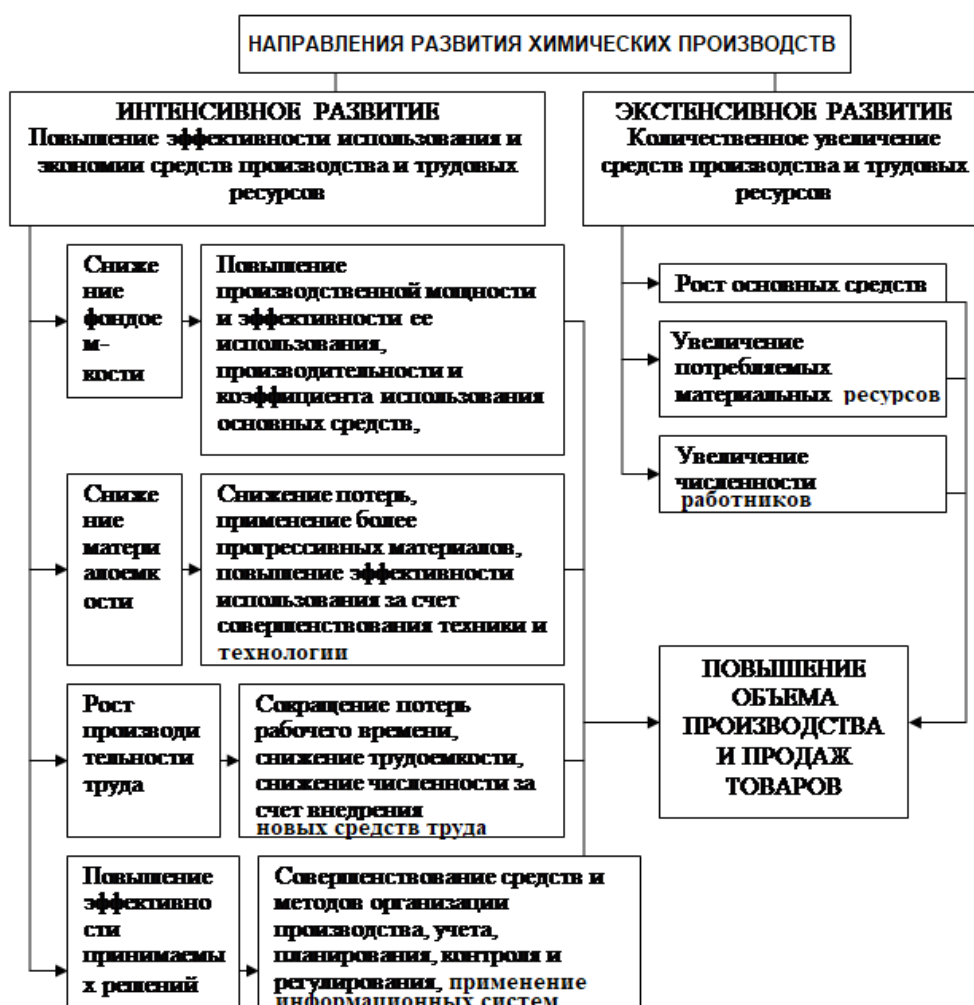 НАПРАВЛЕНИЯ РАЗВИТИЯ ХИМИЧЕСКИХ ПРОИЗВОДСТВ
ИНТЕНСИВНОЕ РАЗВИТИЕ
Повышение эффективности использования и
экономии средств производства и трудовых
ресурсов
ЭКСТЕНСИВНОЕ РАЗВИТИЕ
Количественное увеличение
средств производства и трудовых
ресурсов
Сниже
ние
фондое
м-
кости
Повышение
производственной мощности
и эффективности ее
использования,
производительности и
коэффициента использования
основных средств,
Рост основных средств
Увеличение
потребляемых
материальных ресурсов
Увеличение
численности
работников
Сниже
ние
матери
алоемк
ости
Снижение потерь,
применение более
прогрессивных материалов,
повышение эффективности
использования за счет
совершенствования техники и
технологии
ПОВЫШЕНИЕ
ОБЪЕМА
ПРОИЗВОДСТВА
И ПРОДАЖ
ТОВАРОВ
Рост
производи
тельности
труда
Сокращение потерь
рабочего времени,
снижение трудоемкости,
снижение численности за
счет внедрения
новых средств труда
Повышение
эффективно
сти
принимаемы
х решений
Совершенствование средств и
методов организации
производства, учета,
планирования, контроля и
регулирования, применение
информационных систем